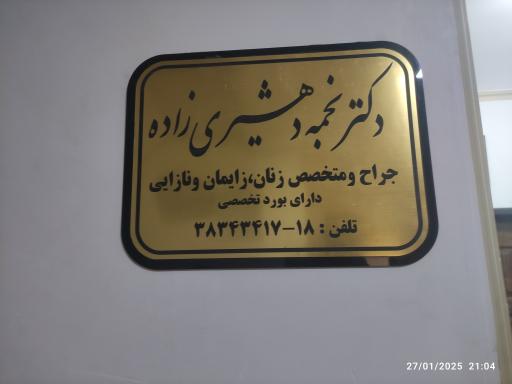 دکتر نجمه دهشیری زاده
جراح ومتخصص زنان،زایمان ونازایی
دارای بورد تخصصی
تلفن : ۱۸-۳۸۳۴۳۴۱۷
27/01/2025 21:04